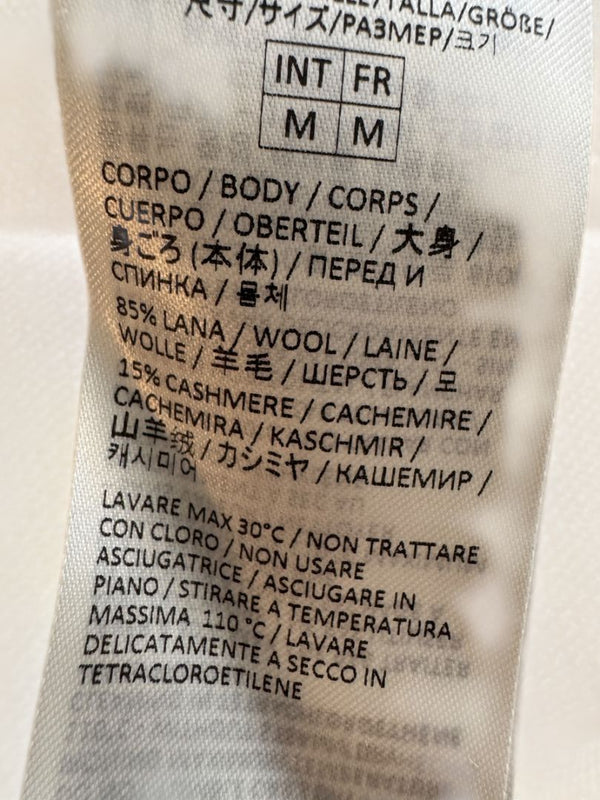 TALLA/GRÖßE/
尺寸/サイズ/РАЗМЕР/크기
INT FR
M M
CORPO / BODY / CORPS /
CUERPO / OBERTEIL / 大身 /
身ごろ (本体) / ПЕРЕД И
СПИНКА / 몸체
85% LANA / WOOL / LAINE /
WOLLE / 羊毛 / ШЕРСТЬ / 모
15% CASHMERE / CACHEMIRE /
CACHEMIRA / KASCHMIR /
山羊绒 / カシミヤ / КАШЕМИР /
캐시미어
LAVARE MAX 30°C / NON TRATTARE
CON CLORO / NON USARE
ASCIUGATRICE / ASCIUGARE IN
PIANO / STIRARE A TEMPERATURA
MASSIMA 110 °C / LAVARE
DELICATAMENTE A SECCO IN
TETRACLOROETILENE